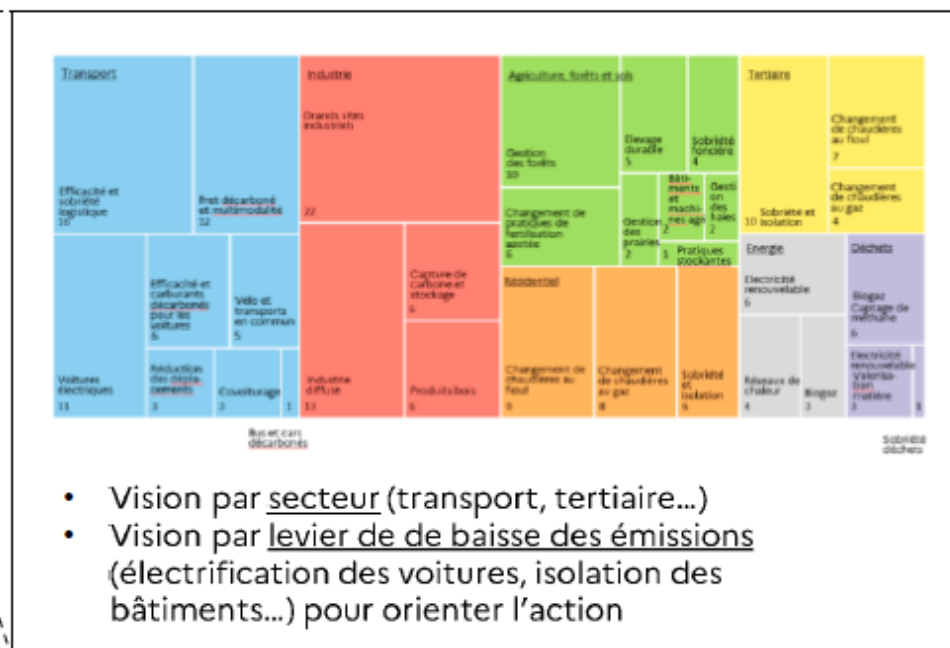 Transport
Efficacité et
sobriété
logistique
16
Fret décarboné
et multimodalité
12
Voitures
électriques
11
Efficacité et
carburants
décarbonés
pour les
voitures
6
Vélo et
transports
en commun
5
Réduction
des dépla-
cements
3
Covoiturage
3
1
Bus et cars
décarbonés
Industrie
Grands sites
industriels
22
Industrie
diffuse
13
Capture de
carbone et
stockage
6
Produits bois
6
Agriculture, forêts et sols
Gestion
des forêts
10
Elevage
durable
5
Sobriété
foncière
4
Changement de
pratiques de
fertilisation
azotée
6
Gestion
des
prairies
2
Bâti-
ments
et
machi-
nes ags
2
Gesti
on
des
haies
2
1 Pratiques
stockantes
Résidentiel
Changement de
chaudières au
fioul
9
Changement
de chaudières
au gaz
8
Sobriété
et
isolation
6
Tertiaire
Sobriété et
10 isolation
Changement
de chaudières
au fioul
7
Changement
de chaudières
au gaz
4
Energie
Electricité
renouvelable
6
Réseaux de
chaleur
4
Biogaz
3
Déchets
Biogaz
Captage de
méthane
6
Electricité
renouvelable
Valorisa-
tion
matière
3
1
Sobriété
déchets
• Vision par secteur (transport, tertiaire…)
• Vision par levier de de baisse des émissions
(électrification des voitures, isolation des
bâtiments…) pour orienter l’action